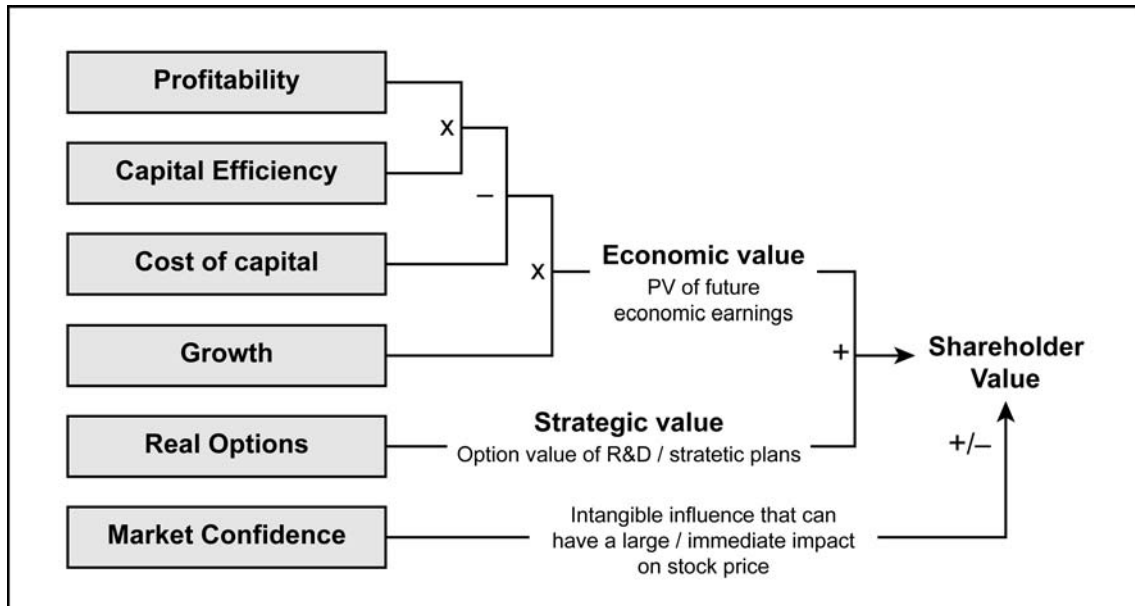 Profitability
x
Capital Efficiency
–
Cost of capital
x
Economic value
PV of future
economic earnings
Growth
+
Shareholder
Value
Real Options
Strategic value
Option value of R&D / stratetic plans
+/–
Market Confidence
Intangible influence that can
have a large / immediate impact
on stock price